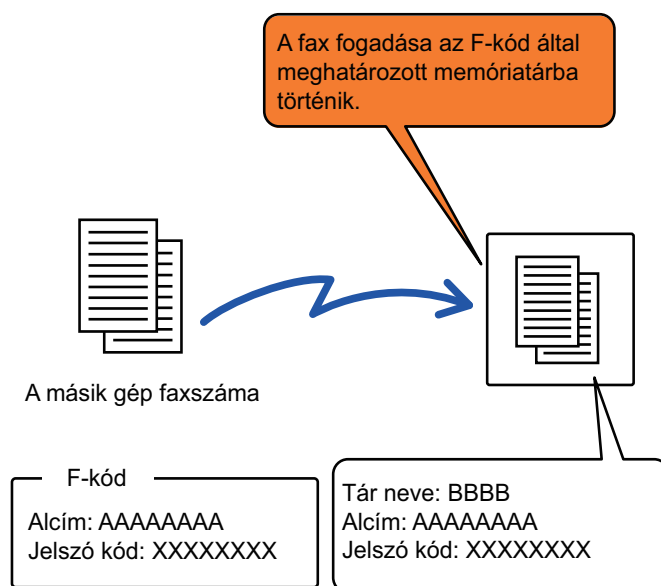 A fax fogadása az F-kód által
meghatározott memóriatárba
történik.
A másik gép faxszáma
F-kód
Alcím: AAAAAAAA
Jelszó kód: XXXXXXXX
Tár neve: BBBB
Alcím: AAAAAAAA
Jelszó kód: XXXXXXXX